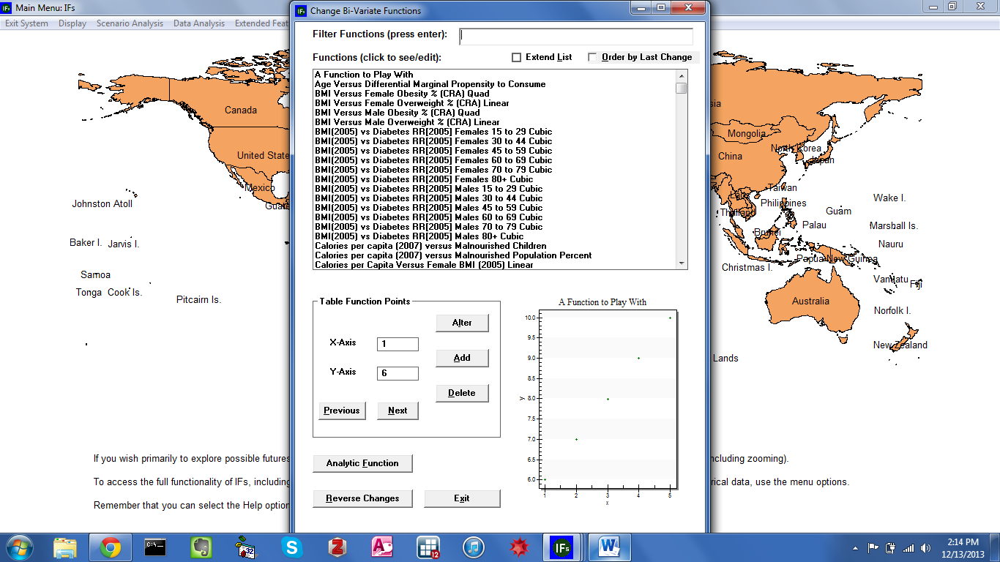 Main Menu: IFs
Exit System Display Scenario Analysis Data Analysis Extended Feat
Change Bi-Variate Functions
Filter Functions (press enter):
Functions (click to see/edit):
Extend List
Order by Last Change
A Function to Play With
Age Versus Differential Marginal Propensity to Consume
BMI Versus Female Obesity % (CRA) Quad
BMI Versus Female Overweight % (CRA) Linear
BMI Versus Male Obesity % (CRA) Quad
BMI Versus Male Overweight % (CRA) Linear
BMI(2005) vs Diabetes RR[2005] Females 15 to 29 Cubic
BMI(2005) vs Diabetes RR[2005] Females 30 to 44 Cubic
BMI(2005) vs Diabetes RR[2005] Females 45 to 59 Cubic
BMI(2005) vs Diabetes RR[2005] Females 60 to 69 Cubic
BMI(2005) vs Diabetes RR[2005] Females 70 to 79 Cubic
BMI(2005) vs Diabetes RR[2005] Females 80+ Cubic
BMI(2005) vs Diabetes RR[2005] Males 15 to 29 Cubic
BMI(2005) vs Diabetes RR[2005] Males 30 to 44 Cubic
BMI(2005) vs Diabetes RR[2005] Males 45 to 59 Cubic
BMI(2005) vs Diabetes RR[2005] Males 60 to 69 Cubic
BMI(2005) vs Diabetes RR[2005] Males 70 to 79 Cubic
BMI(2005) vs Diabetes RR[2005] Males 80+ Cubic
Calories per capita (2007) versus Malnourished Children
Calories per capita (2007) versus Malnourished Population Percent
Calories per Capita Versus Female BMI (2005) Linear
Table Function Points
X-Axis
1
Y-Axis
6
Alter
Add
Delete
Previous
Next
Analytic Function
Reverse Changes
Exit
A Function to Play With
10.0
9.5
9.0
8.5
8.0
7.5
7.0
6.5
6.0
y
1 2 3 4 5
x
Canada
United State
Mexico
Guate
Johnston Atoll
Baker I.
Jarvis I.
Samoa
Tonga
Cook Is.
Pitcairn Is.
sia
Mongolia
North Korea
China
Japan
Taiwan
Laos
Philippines
Thailand
Guam
Wake I.
Palau
Marshall Is.
Brunei
Nauru
Papua New Guinea
Christmas I.
Vanuatu
Fiji
Australia
Norfolk I.
New Zealand
Lands
If you wish primarily to explore possible futures
ncluding zooming).
To access the full functionality of IFs, including
rical data, use the menu options.
Remember that you can select the Help option
C:\
32
12
IFs
2:14 PM
12/13/2013